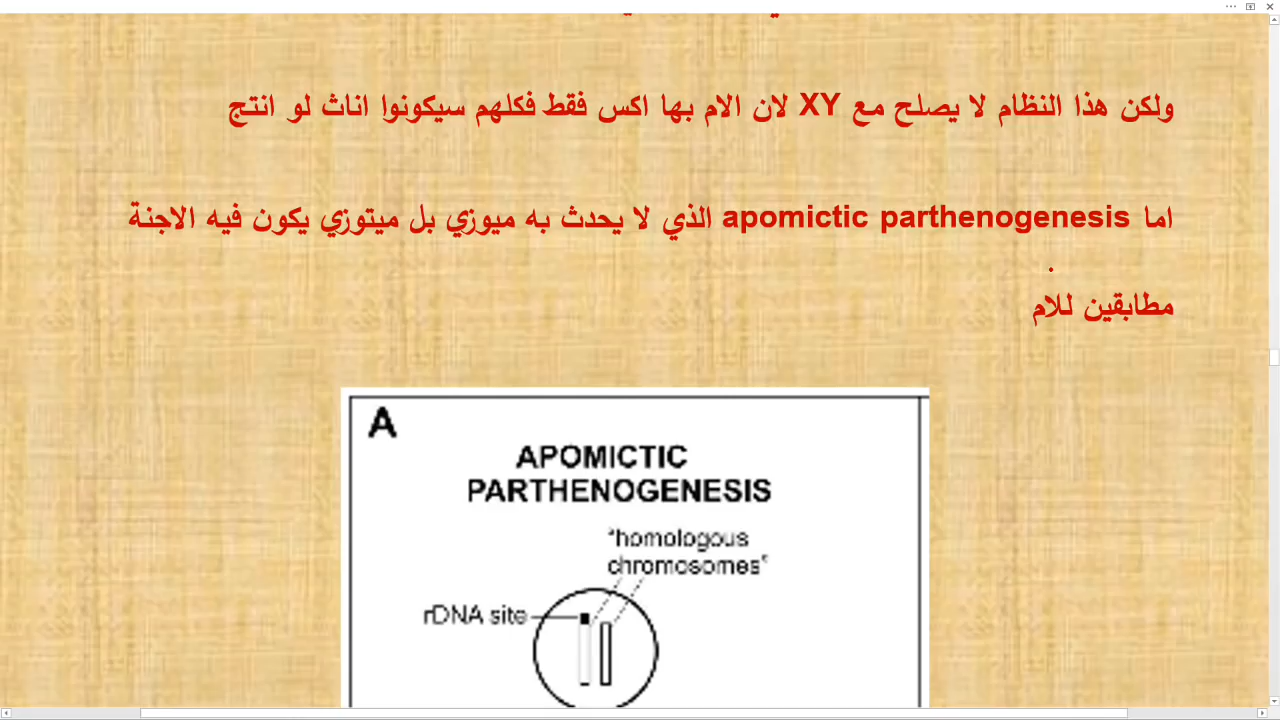 ولكن هذا النظام لا يصلح مع XY لان الام بها اكس فقط فكلهم سيكونوا اناث لو انتج
اما apomictic parthenogenesis الذي لا يحدث به ميوزي بل ميتوزي يكون فيه الاجنة
مطابقين للام
A
APOMICTIC
PARTHENOGENESIS
"homologous
chromosomes"
rDNA site